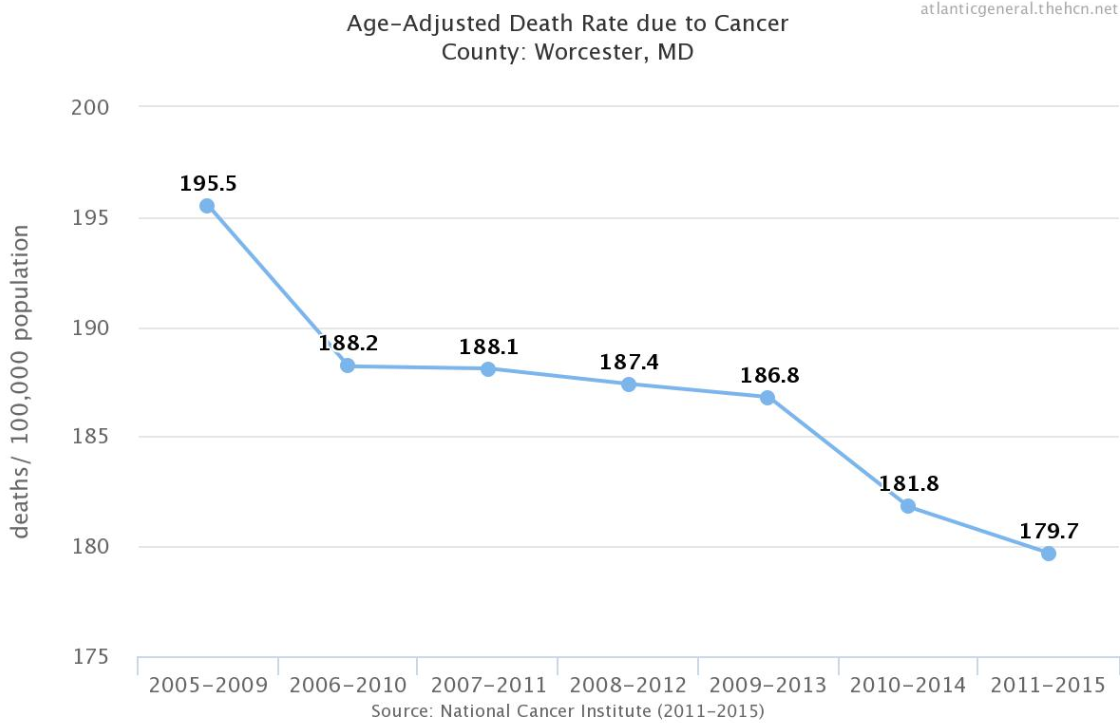 atlanticgeneral.thehcn.net
Age-Adjusted Death Rate due to Cancer
County: Worcester, MD
deaths/ 100,000 population
200
195
190
185
180
175
195.5
188.2
188.1
187.4
186.8
181.8
179.7
2005-2009 2006-2010 2007-2011 2008-2012 2009-2013 2010-2014 2011-2015
Source: National Cancer Institute (2011-2015)